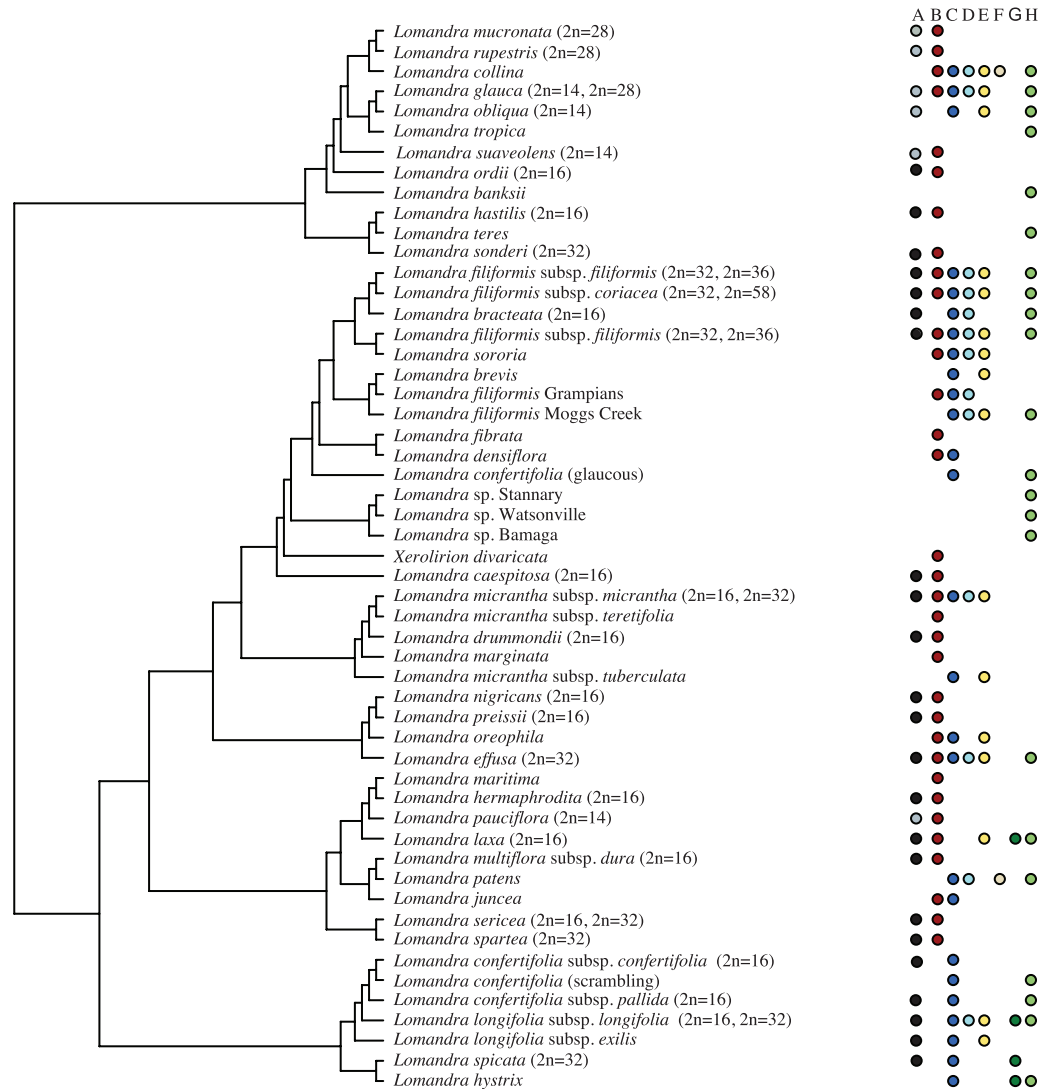 A B C D E F G H
Lomandra mucronata (2n=28)
Lomandra rupestris (2n=28)
Lomandra collina
Lomandra glauca (2n=14, 2n=28)
Lomandra obliqua (2n=14)
Lomandra tropica
Lomandra suaveolens (2n=14)
Lomandra ordii (2n=16)
Lomandra banksii
Lomandra hastilis (2n=16)
Lomandra teres
Lomandra sonderi (2n=32)
Lomandra filiformis subsp. filiformis (2n=32, 2n=36)
Lomandra filiformis subsp. coriacea (2n=32, 2n=58)
Lomandra bracteata (2n=16)
Lomandra filiformis subsp. filiformis (2n=32, 2n=36)
Lomandra sororia
Lomandra brevis
Lomandra filiformis Grampians
Lomandra filiformis Moggs Creek
Lomandra fibrata
Lomandra densiflora
Lomandra confertifolia (glaucous)
Lomandra sp. Stannary
Lomandra sp. Watsonville
Lomandra sp. Bamaga
Xerolirion divaricata
Lomandra caespitosa (2n=16)
Lomandra micrantha subsp. micrantha (2n=16, 2n=32)
Lomandra micrantha subsp. teretifolia
Lomandra drummondii (2n=16)
Lomandra marginata
Lomandra micrantha subsp. tuberculata
Lomandra nigricans (2n=16)
Lomandra preissii (2n=16)
Lomandra oreophila
Lomandra effusa (2n=32)
Lomandra maritima
Lomandra hermaphrodita (2n=16)
Lomandra pauciflora (2n=14)
Lomandra laxa (2n=16)
Lomandra multiflora subsp. dura (2n=16)
Lomandra patens
Lomandra juncea
Lomandra sericea (2n=16, 2n=32)
Lomandra spartea (2n=32)
Lomandra confertifolia subsp. confertifolia (2n=16)
Lomandra confertifolia (scrambling)
Lomandra confertifolia subsp. pallida (2n=16)
Lomandra longifolia subsp. longifolia (2n=16, 2n=32)
Lomandra longifolia subsp. exilis
Lomandra spicata (2n=32)
Lomandra hystrix